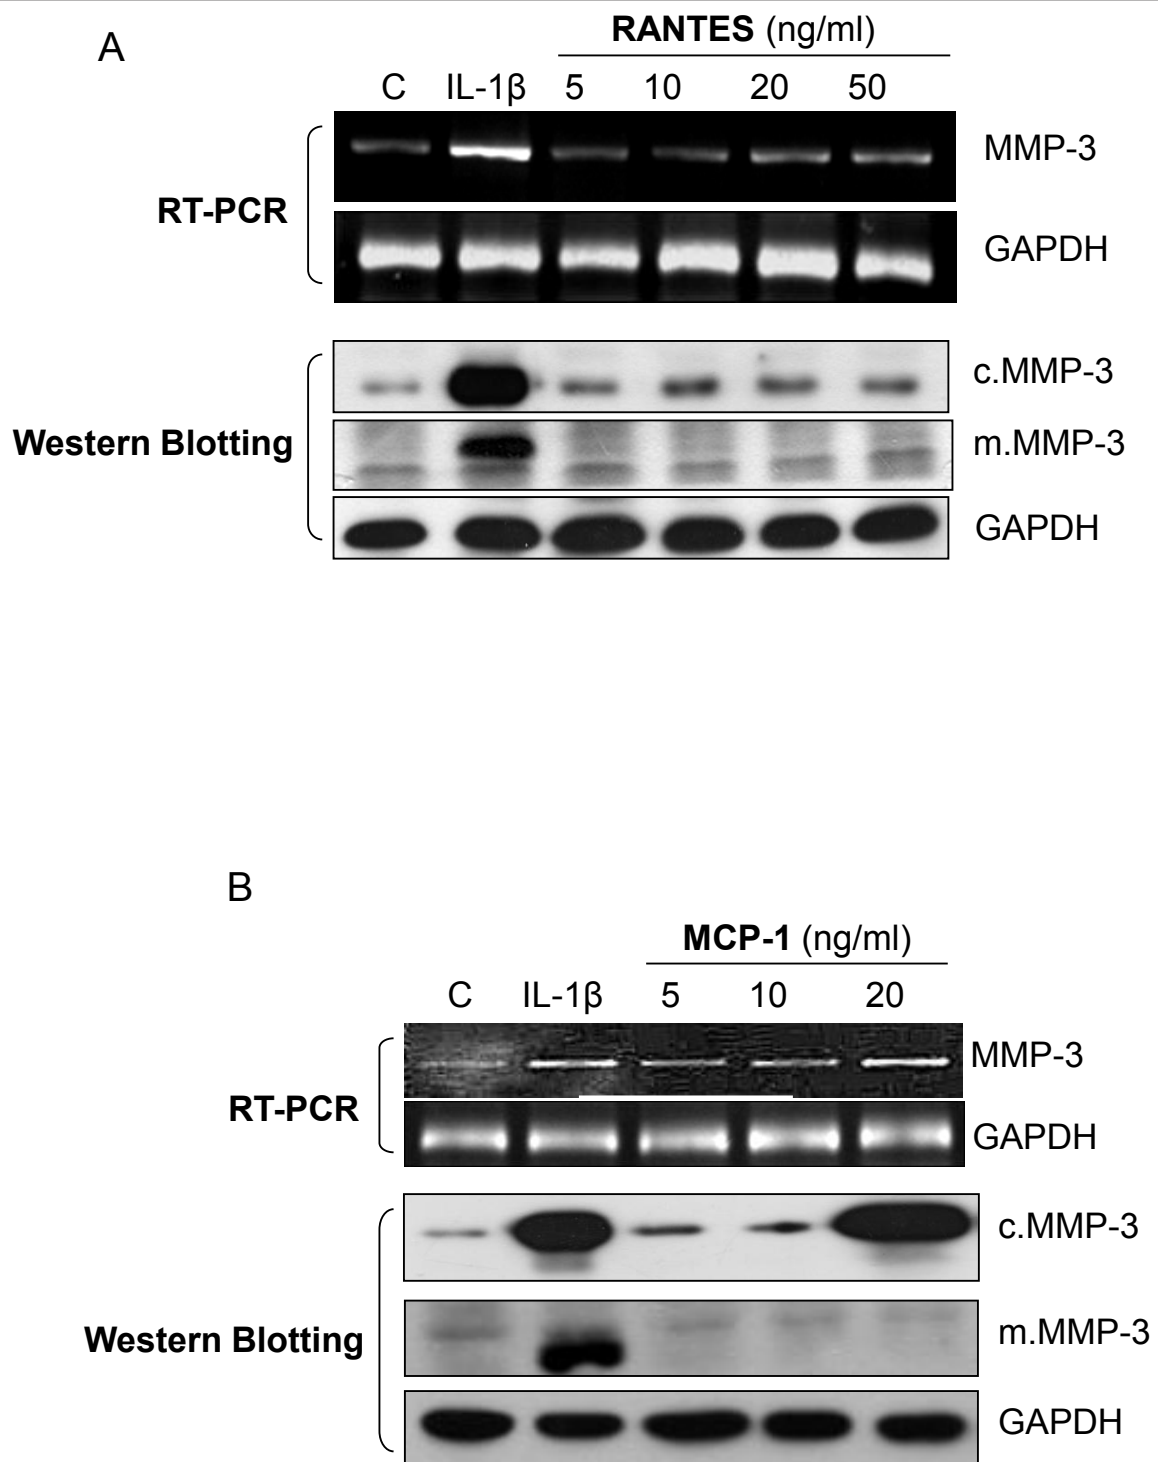 A
RANTES (ng/ml)
C IL-1β 5 10 20 50
MMP-3
RT-PCR
GAPDH
c.MMP-3
Western Blotting
m.MMP-3
GAPDH
B
MCP-1 (ng/ml)
C IL-1β 5 10 20
MMP-3
RT-PCR
GAPDH
c.MMP-3
Western Blotting
m.MMP-3
GAPDH